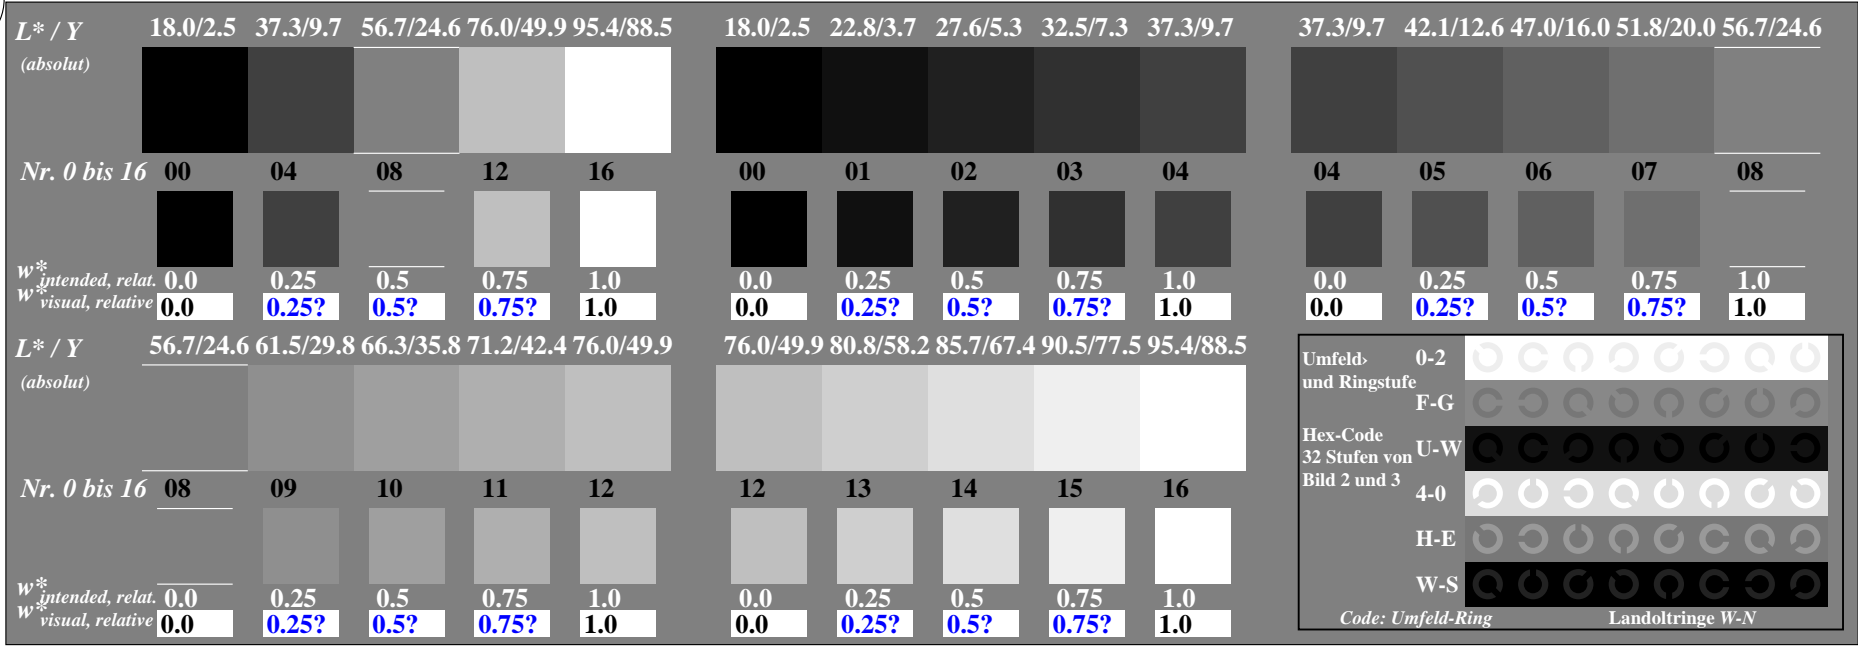 L* / Y 18.0/2.5 37.3/9.7 56.7/24.6 76.0/49.9 95.4/88.5 18.0/2.5 22.8/3.7 27.6/5.3 32.5/7.3 37.3/9.7 37.3/9.7 42.1/12.6 47.0/16.0 51.8/20.0 56.7/24.6
(absolut)
Nr. 0 bis 16 00 04 08 12 16 00 01 02 03 04 04 05 06 07 08
w* intended, relat. 0.0 0.25 0.5 0.75 1.0 0.0 0.25 0.5 0.75 1.0 0.0 0.25 0.5 0.75 1.0
w* visual, relative 0.0 0.25? 0.5? 0.75? 1.0 0.0 0.25? 0.5? 0.75? 1.0 0.0 0.25? 0.5? 0.75? 1.0
L* / Y 56.7/24.6 61.5/29.8 66.3/35.8 71.2/42.4 76.0/49.9 76.0/49.9 80.8/58.2 85.7/67.4 90.5/77.5 95.4/88.5
(absolut)
Nr. 0 bis 16 08 09 10 11 12 12 13 14 15 16
w* intended, relat. 0.0 0.25 0.5 0.75 1.0 0.0 0.25 0.5 0.75 1.0
w* visual, relative 0.0 0.25? 0.5? 0.75? 1.0 0.0 0.25? 0.5? 0.75? 1.0
Umfeld› 0-2
und Ringstufe
F-G
Hex-Code
U-W
32 Stufen von
Bild 2 und 3
4-0
H-E
W-S
Code: Umfeld-Ring Landoltringe W-N